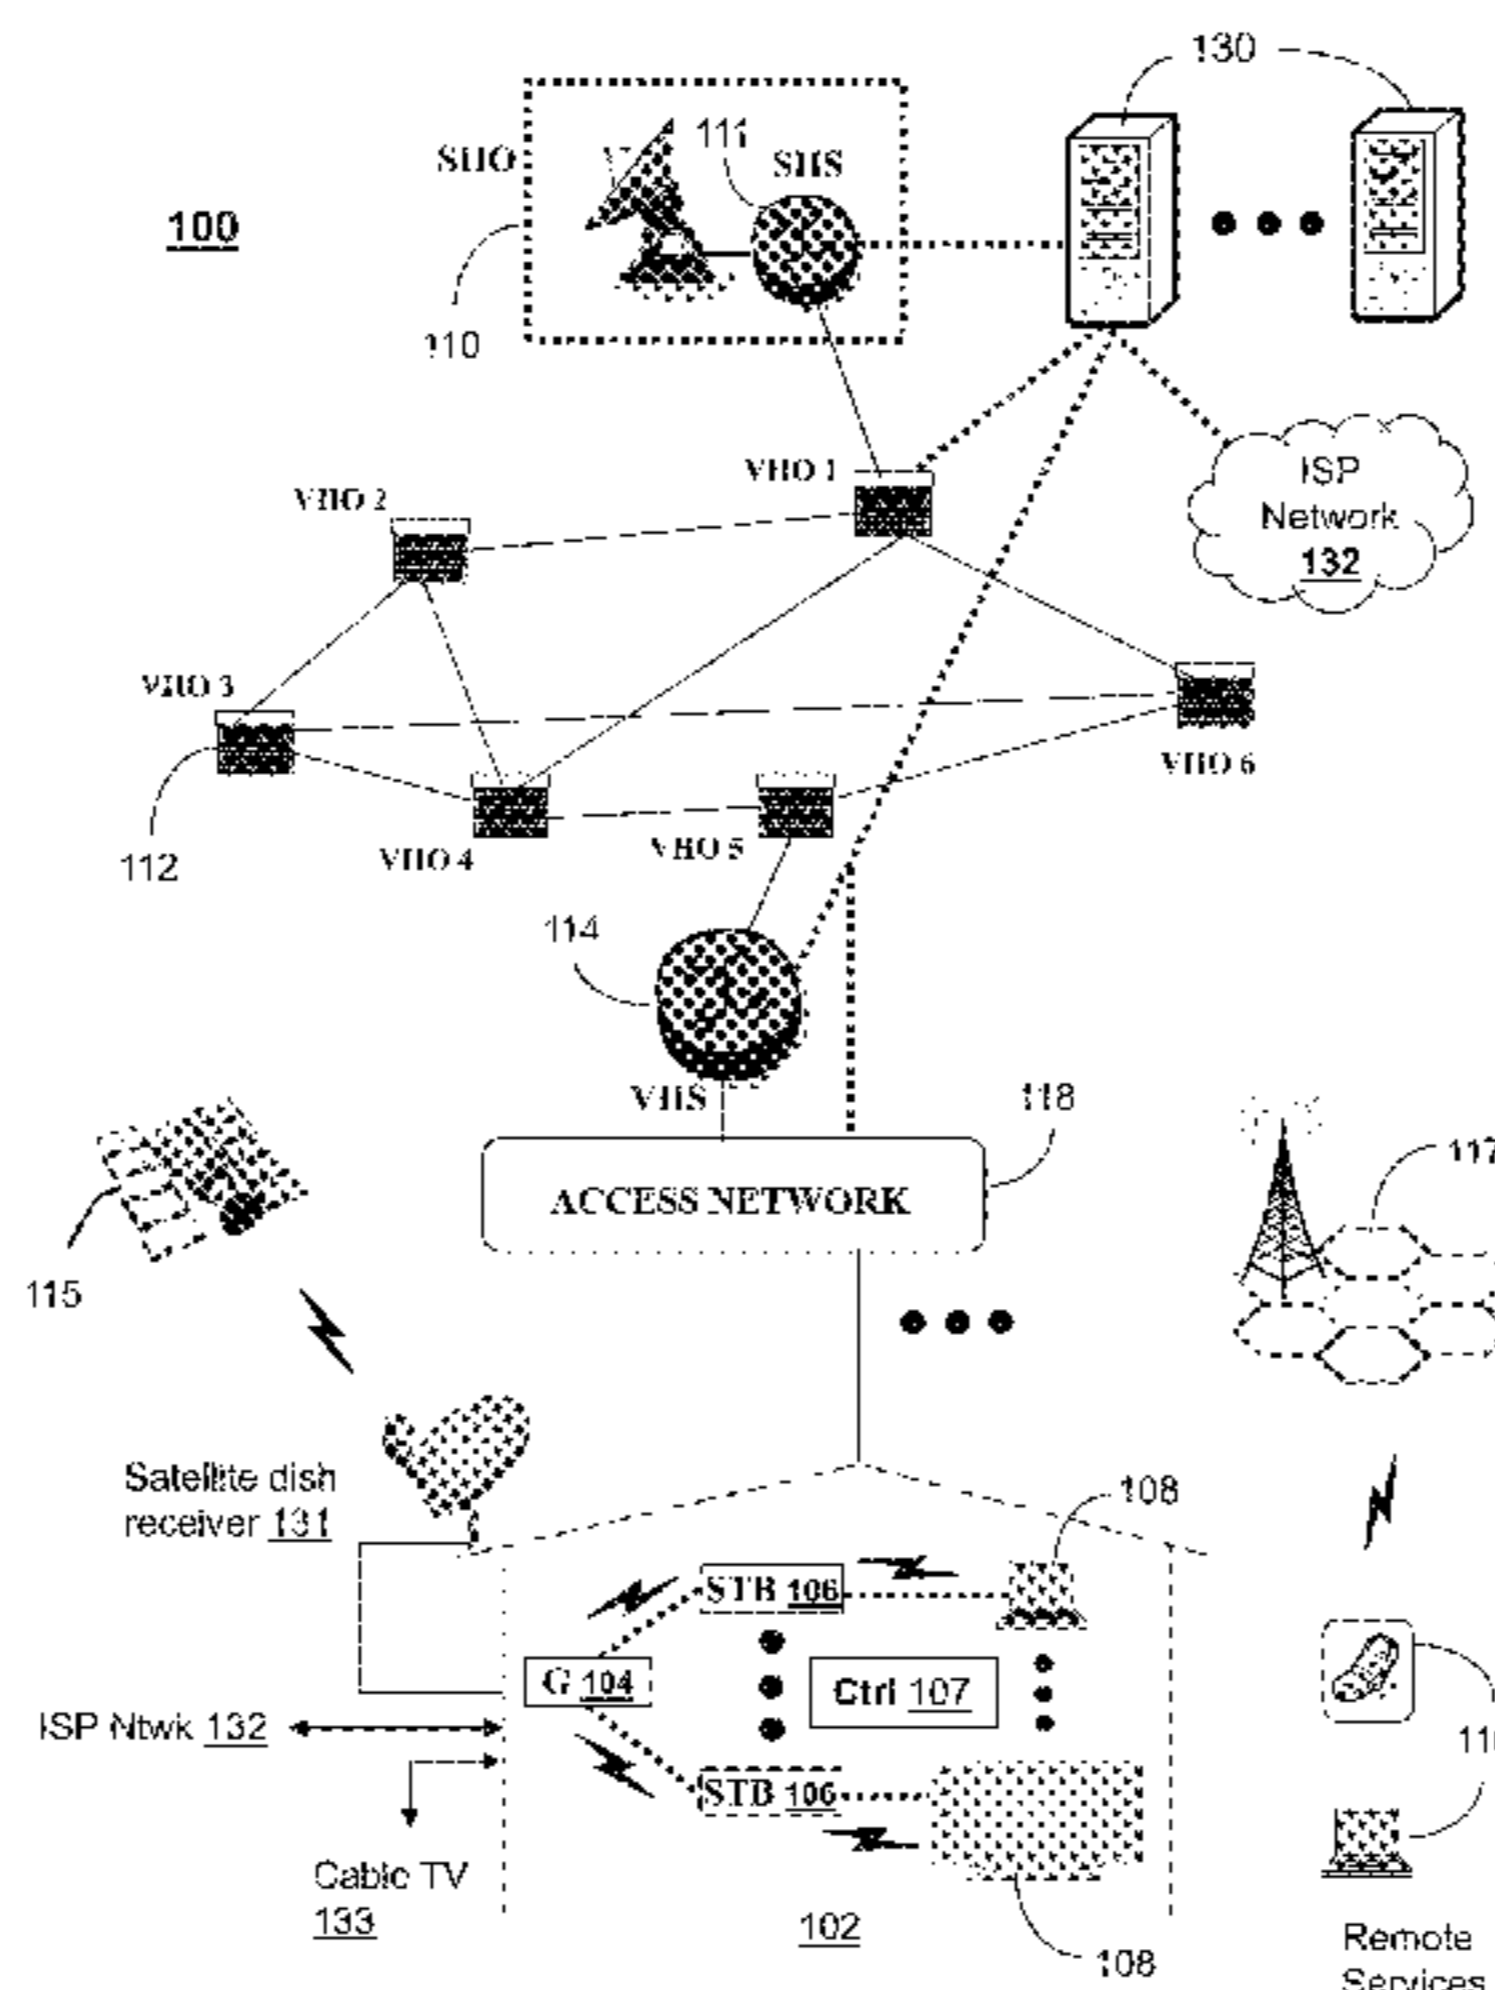 130
111
SHO
SHS
100
110
VHO 1
ISP
Network
132
VHO 2
VHO 3
VHO 6
112
VHO 4
VHO 5
114
VHS
118
117
ACCESS NETWORK
115
Satellite dish
receiver 131
108
STB 106
G 104
Ctrl 107
ISP Ntwk 132
STB 106
Cable TV
133
102
108
Remote
Services